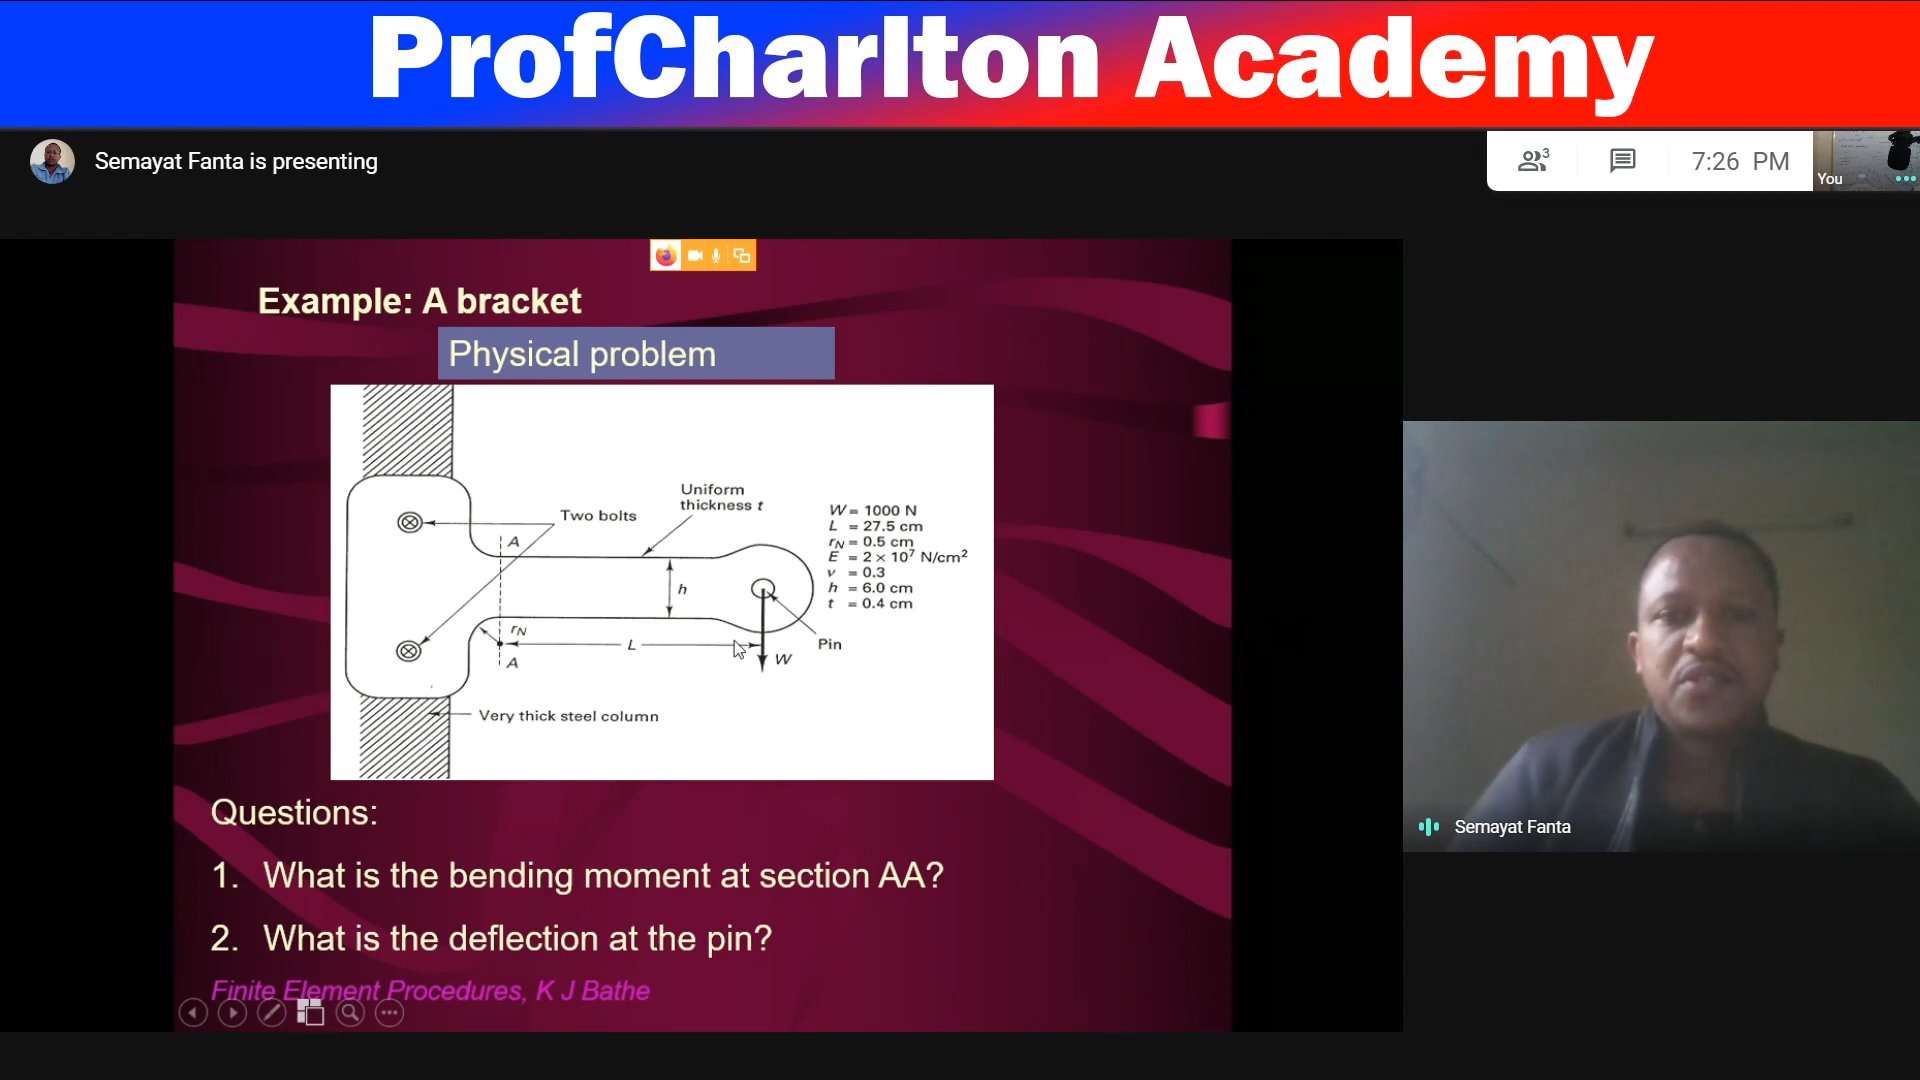 ProfCharlton Academy
Semayat Fanta is presenting
3
7:26 PM
You
Example: A bracket
Physical problem
Uniform
thickness t
Two bolts
A
h
rN
L
A
W
Pin
W = 1000 N
L = 27.5 cm
rN = 0.5 cm
E = 2 × 10⁷ N/cm²
ν = 0.3
h = 6.0 cm
t = 0.4 cm
Very thick steel column
Semayat Fanta
Questions:
1. What is the bending moment at section AA?
2. What is the deflection at the pin?
Finite Element Procedures, K J Bathe